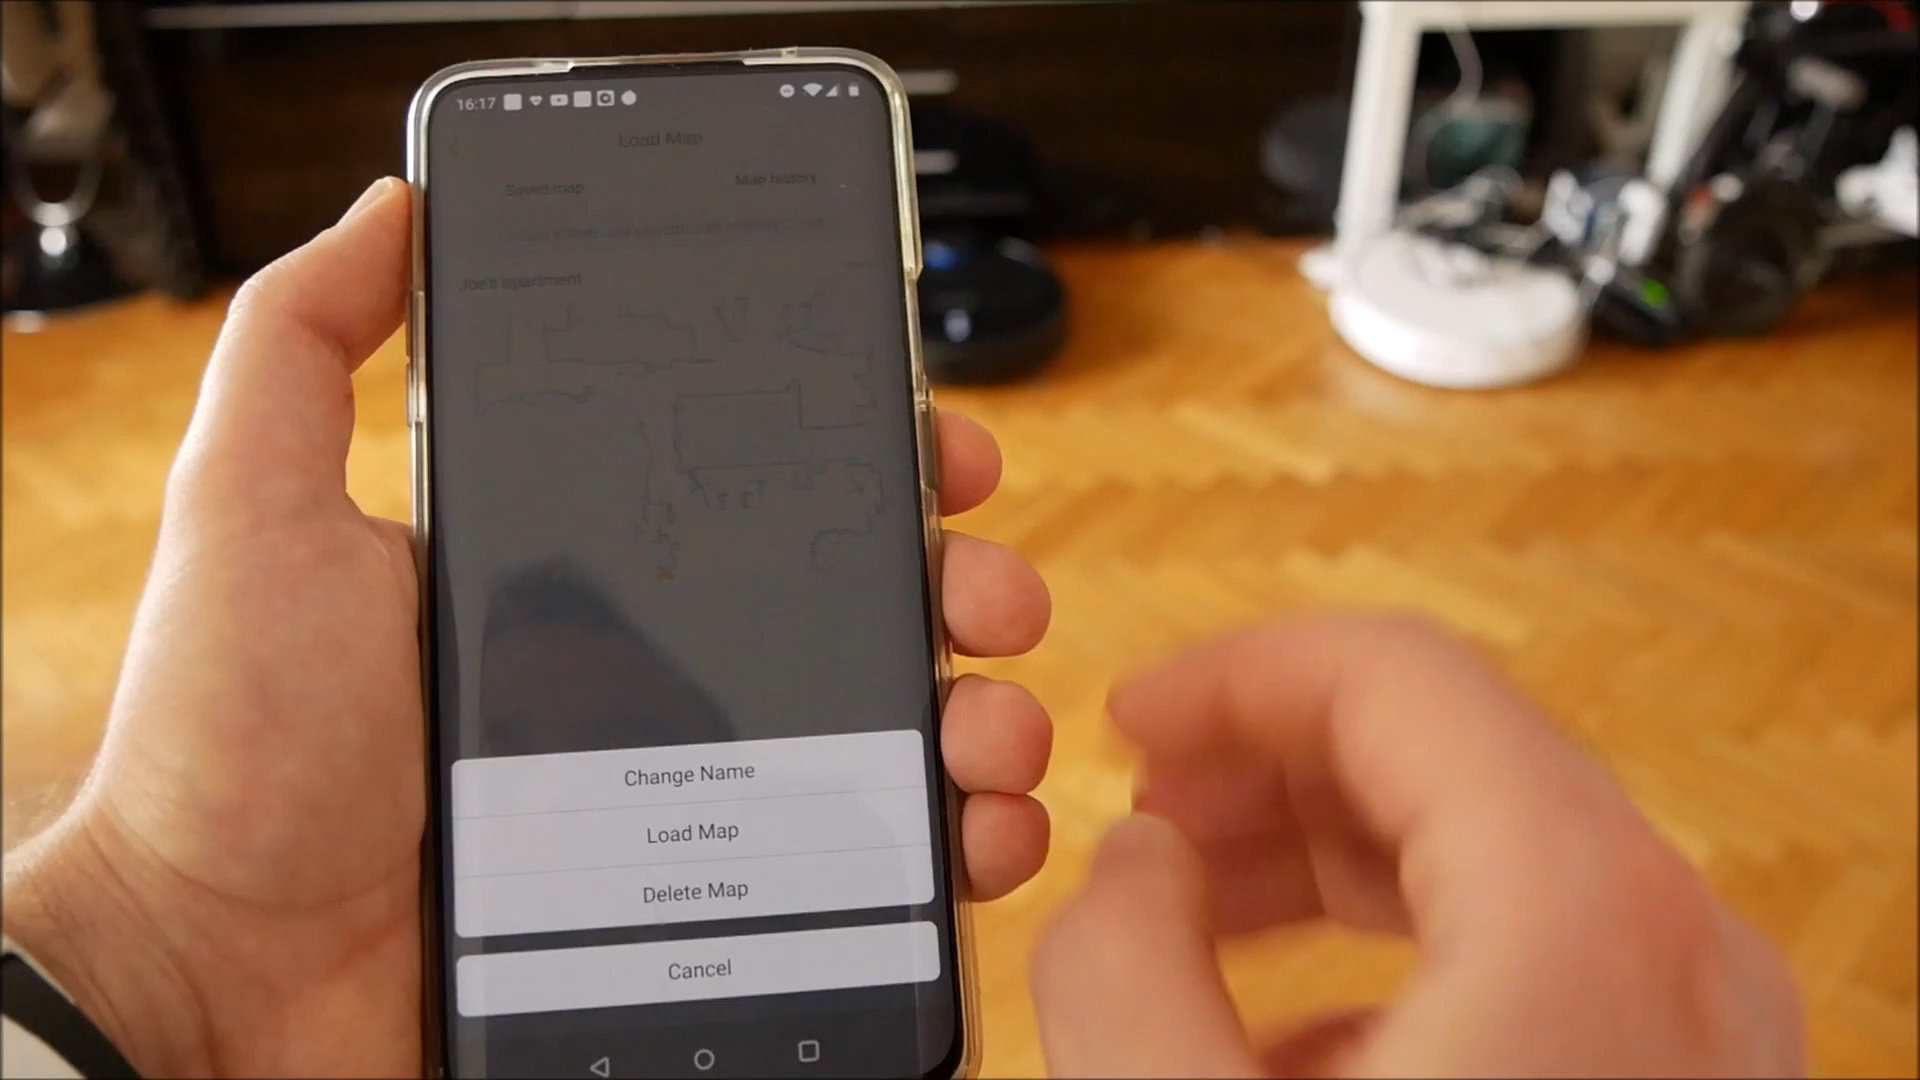 16:17
Load Map
Saved map
Map history
Joe's apartment
Change Name
Load Map
Delete Map
Cancel